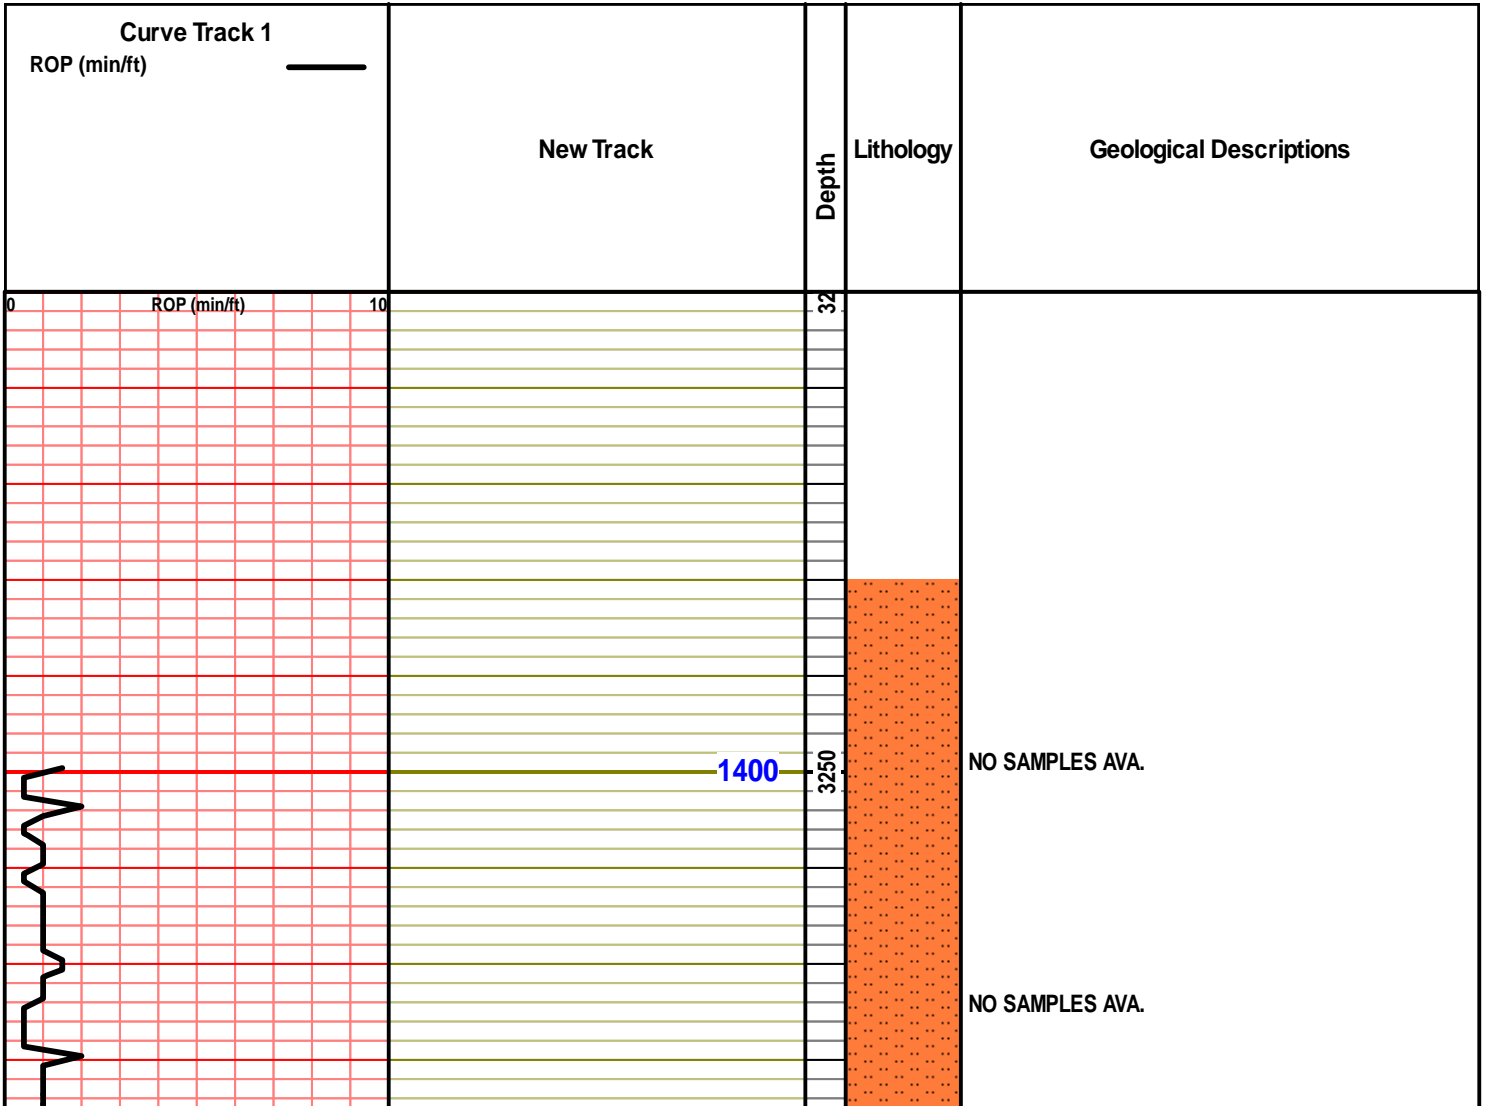 Curve Track 1
ROP (min/ft)
New Track
Depth
Lithology
Geological Descriptions
0 ROP (min/ft) 10
32
1400
3250
NO SAMPLES AVA.
NO SAMPLES AVA.